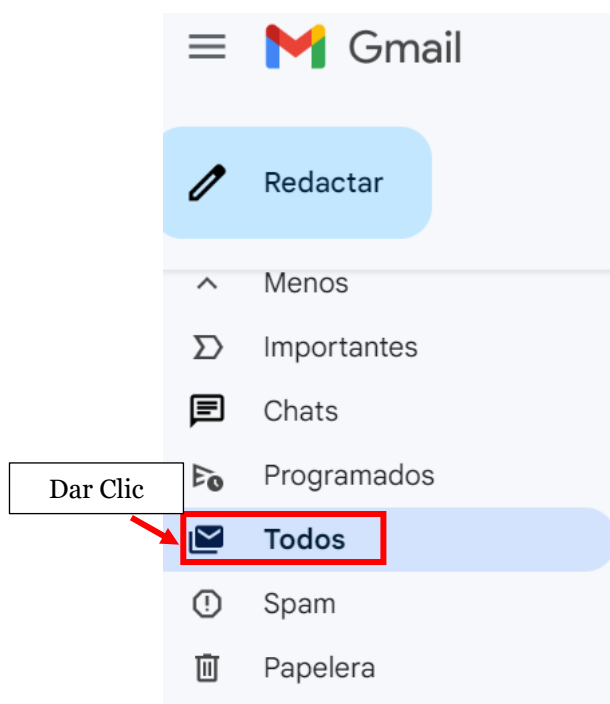 Gmail
Redactar
Menos
Importantes
Chats
Programados
Dar Clic
Todos
Spam
Papelera